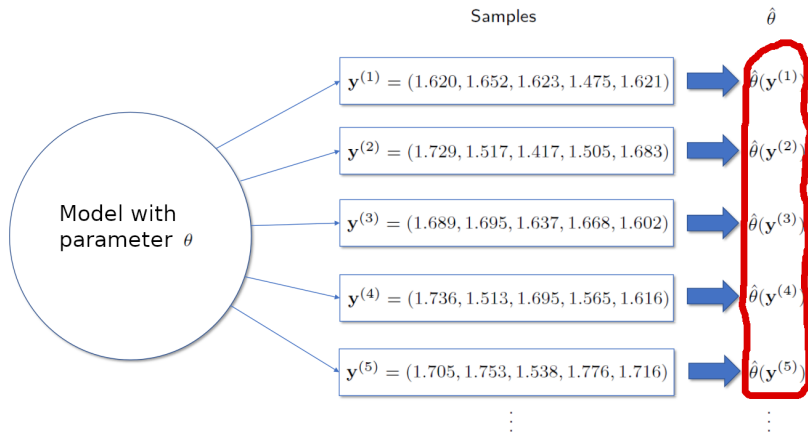 Samples
θ̂
y⁽¹⁾ = (1.620, 1.652, 1.623, 1.475, 1.621)
θ̂(y⁽¹⁾)
y⁽²⁾ = (1.729, 1.517, 1.417, 1.505, 1.683)
θ̂(y⁽²⁾)
Model with
parameter θ
y⁽³⁾ = (1.689, 1.695, 1.637, 1.668, 1.602)
θ̂(y⁽³⁾)
y⁽⁴⁾ = (1.736, 1.513, 1.695, 1.565, 1.616)
θ̂(y⁽⁴⁾)
y⁽⁵⁾ = (1.705, 1.753, 1.538, 1.776, 1.716)
θ̂(y⁽⁵⁾)
⋮
⋮